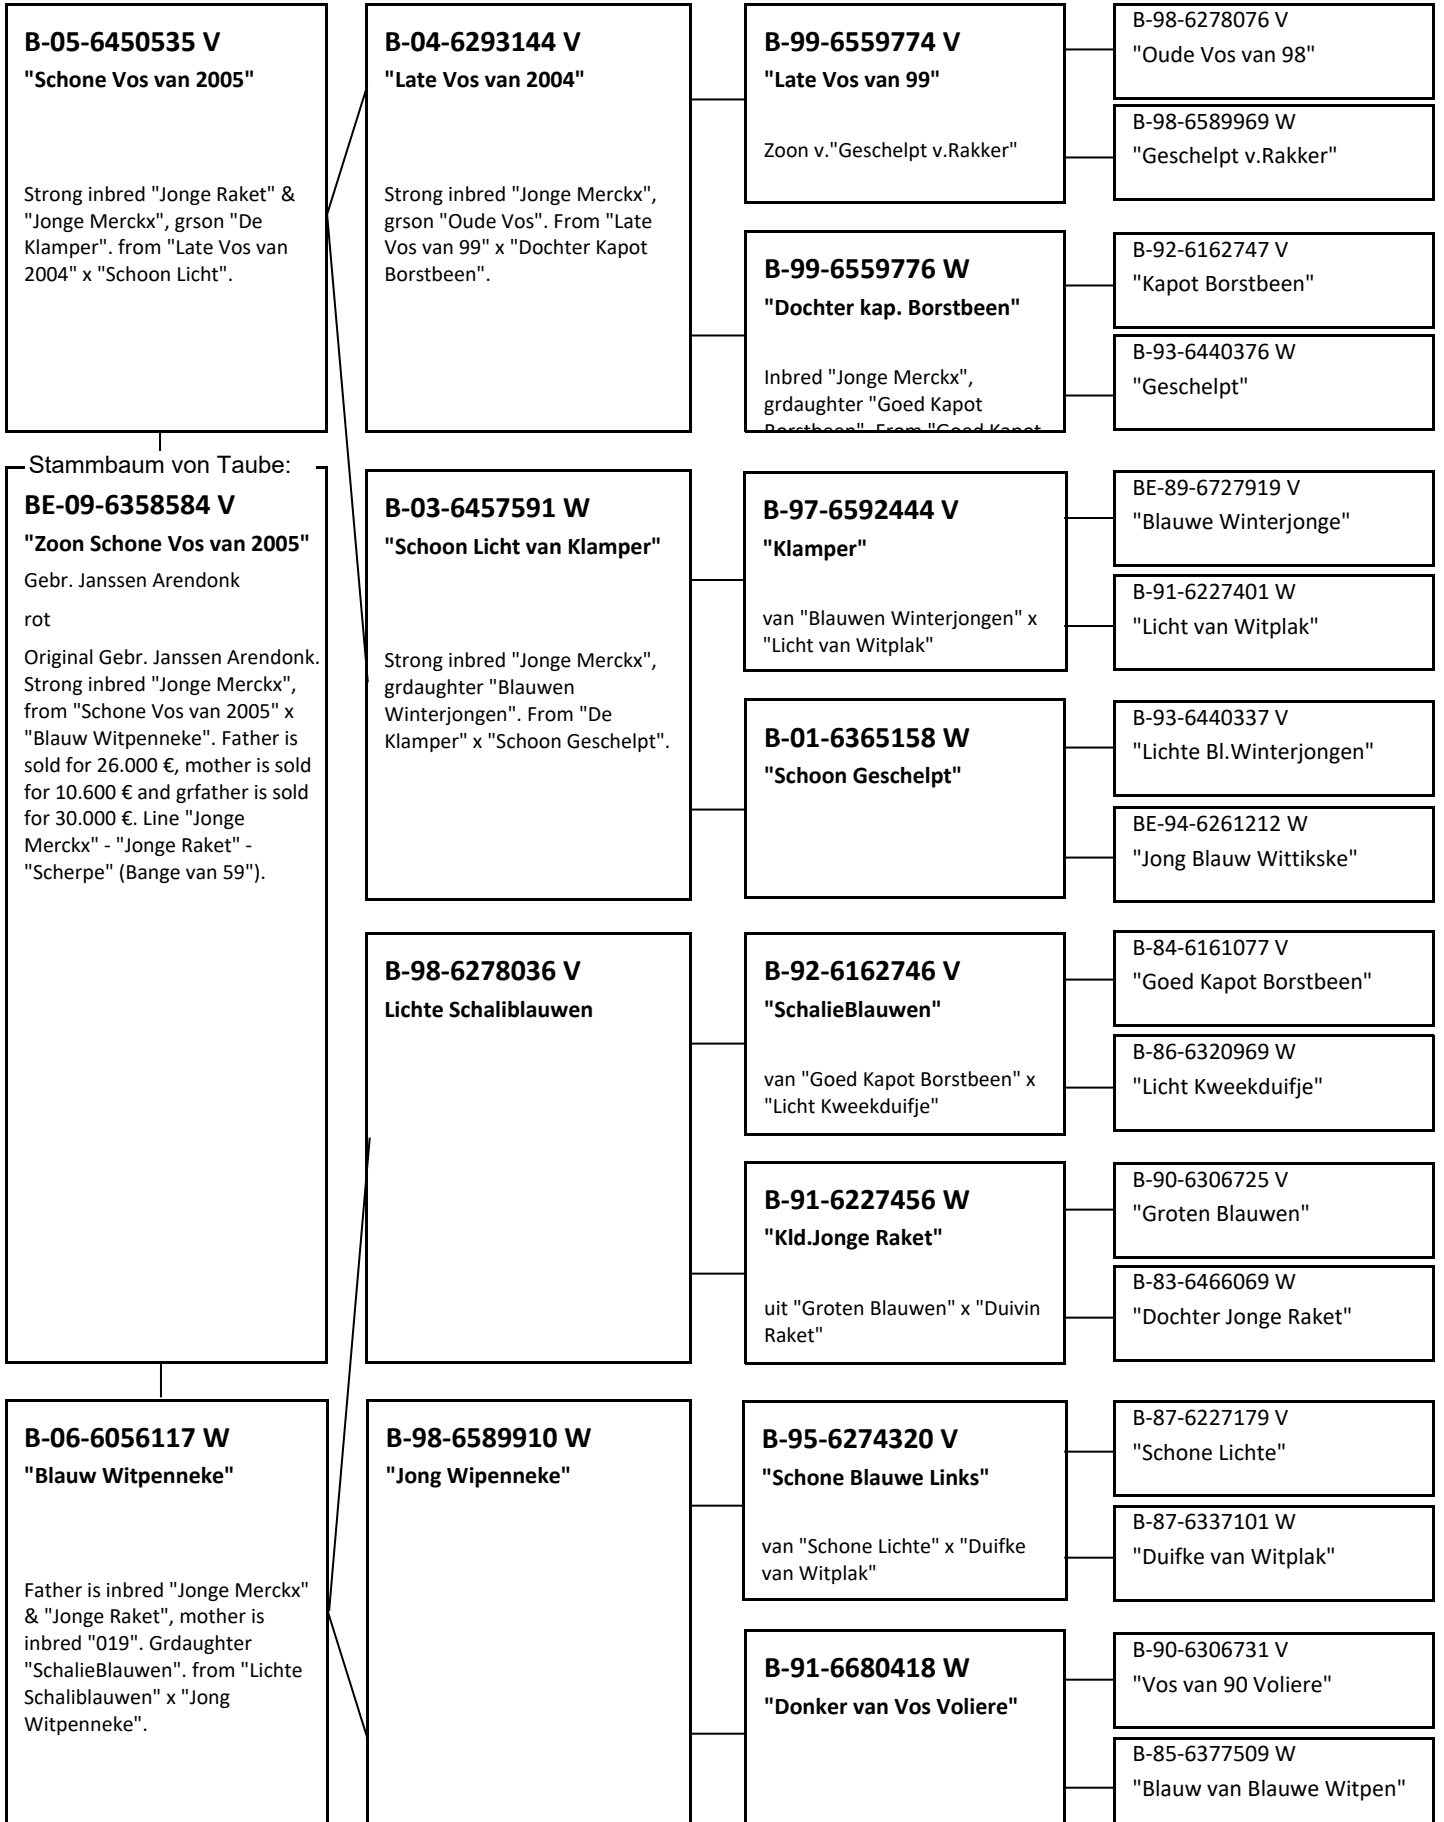 B-05-6450535 V
"Schone Vos van 2005"
Strong inbred "Jonge Raket" &
"Jonge Merckx", grson "De
Klamper". from "Late Vos van
2004" x "Schoon Licht".
Stammbaum von Taube:
BE-09-6358584 V
"Zoon Schone Vos van 2005"
Gebr. Janssen Arendonk
rot
Original Gebr. Janssen Arendonk.
Strong inbred "Jonge Merckx",
from "Schone Vos van 2005" x
"Blauw Witpenneke". Father is
sold for 26.000 €, mother is sold
for 10.600 € and grfather is sold
for 30.000 €. Line "Jonge
Merckx" - "Jonge Raket" -
"Scherpe" (Bange van 59").
B-06-6056117 W
"Blauw Witpenneke"
Father is inbred "Jonge Merckx"
& "Jonge Raket", mother is
inbred "019". Grdaughter
"SchalieBlauwen". from "Lichte
Schaliblauwen" x "Jong
Witpenneke".
B-04-6293144 V
"Late Vos van 2004"
Strong inbred "Jonge Merckx",
grson "Oude Vos". From "Late
Vos van 99" x "Dochter Kapot
Borstbeen".
B-03-6457591 W
"Schoon Licht van Klamper"
Strong inbred "Jonge Merckx",
grdaughter "Blauwen
Winterjongen". From "De
Klamper" x "Schoon Geschelpt".
B-98-6278036 V
Lichte Schaliblauwen
B-98-6589910 W
"Jong Wipenneke"
B-99-6559774 V
"Late Vos van 99"
Zoon v."Geschelpt v.Rakker"
B-99-6559776 W
"Dochter kap. Borstbeen"
Inbred "Jonge Merckx",
grdaughter "Goed Kapot
Borstbeen". From "Goed Kapot
B-97-6592444 V
"Klamper"
van "Blauwen Winterjongen" x
"Licht van Witplak"
B-01-6365158 W
"Schoon Geschelpt"
B-92-6162746 V
"SchalieBlauwen"
van "Goed Kapot Borstbeen" x
"Licht Kweekduifje"
B-91-6227456 W
"Kld.Jonge Raket"
uit "Groten Blauwen" x "Duivin
Raket"
B-95-6274320 V
"Schone Blauwe Links"
van "Schone Lichte" x "Duifke
van Witplak"
B-91-6680418 W
"Donker van Vos Voliere"
B-98-6278076 V
"Oude Vos van 98"
B-98-6589969 W
"Geschelpt v.Rakker"
B-92-6162747 V
"Kapot Borstbeen"
B-93-6440376 W
"Geschelpt"
BE-89-6727919 V
"Blauwe Winterjonge"
B-91-6227401 W
"Licht van Witplak"
B-93-6440337 V
"Lichte Bl.Winterjongen"
BE-94-6261212 W
"Jong Blauw Wittikske"
B-84-6161077 V
"Goed Kapot Borstbeen"
B-86-6320969 W
"Licht Kweekduifje"
B-90-6306725 V
"Groten Blauwen"
B-83-6466069 W
"Dochter Jonge Raket"
B-87-6227179 V
"Schone Lichte"
B-87-6337101 W
"Duifke van Witplak"
B-90-6306731 V
"Vos van 90 Voliere"
B-85-6377509 W
"Blauw van Blauwe Witpen"